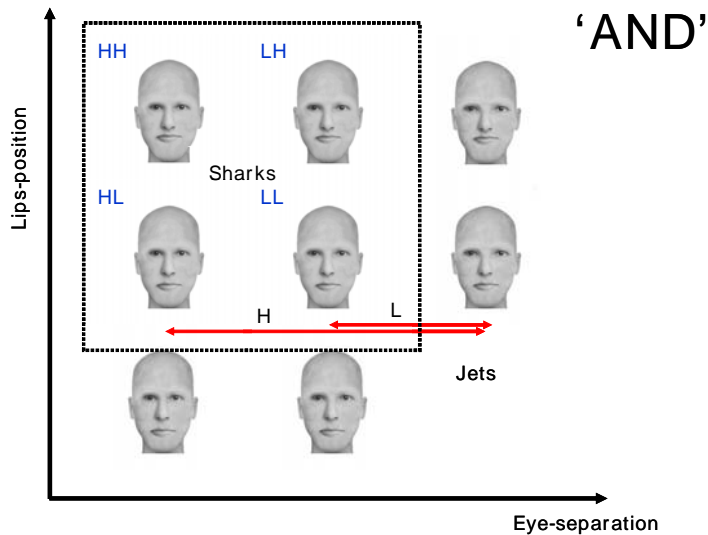 ‘AND’
HH
LH
Sharks
HL
LL
H
L
Jets
Lips-position
Eye-separation